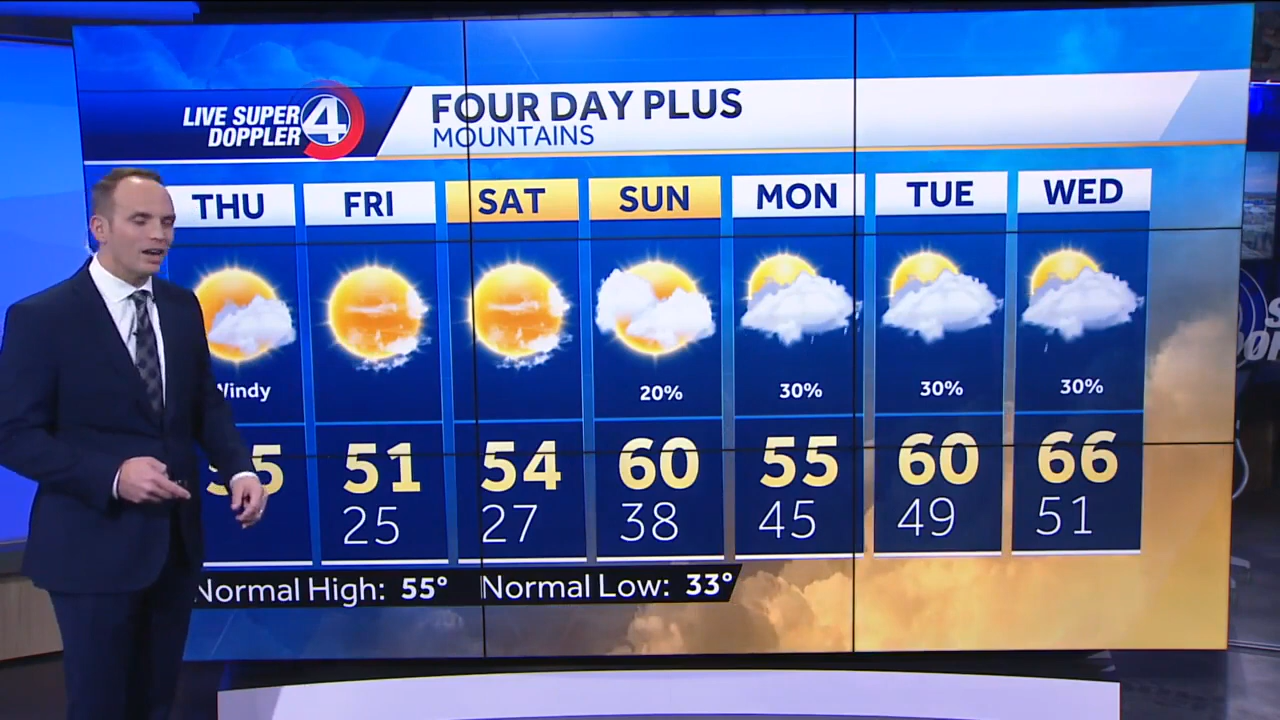 LIVE SUPER
DOPPLER 4
FOUR DAY PLUS
MOUNTAINS
THU FRI SAT SUN MON TUE WED
Windy 20% 30% 30% 30%
51 54 60 55 60 66
25 27 38 45 49 51
Normal High: 55° Normal Low: 33°